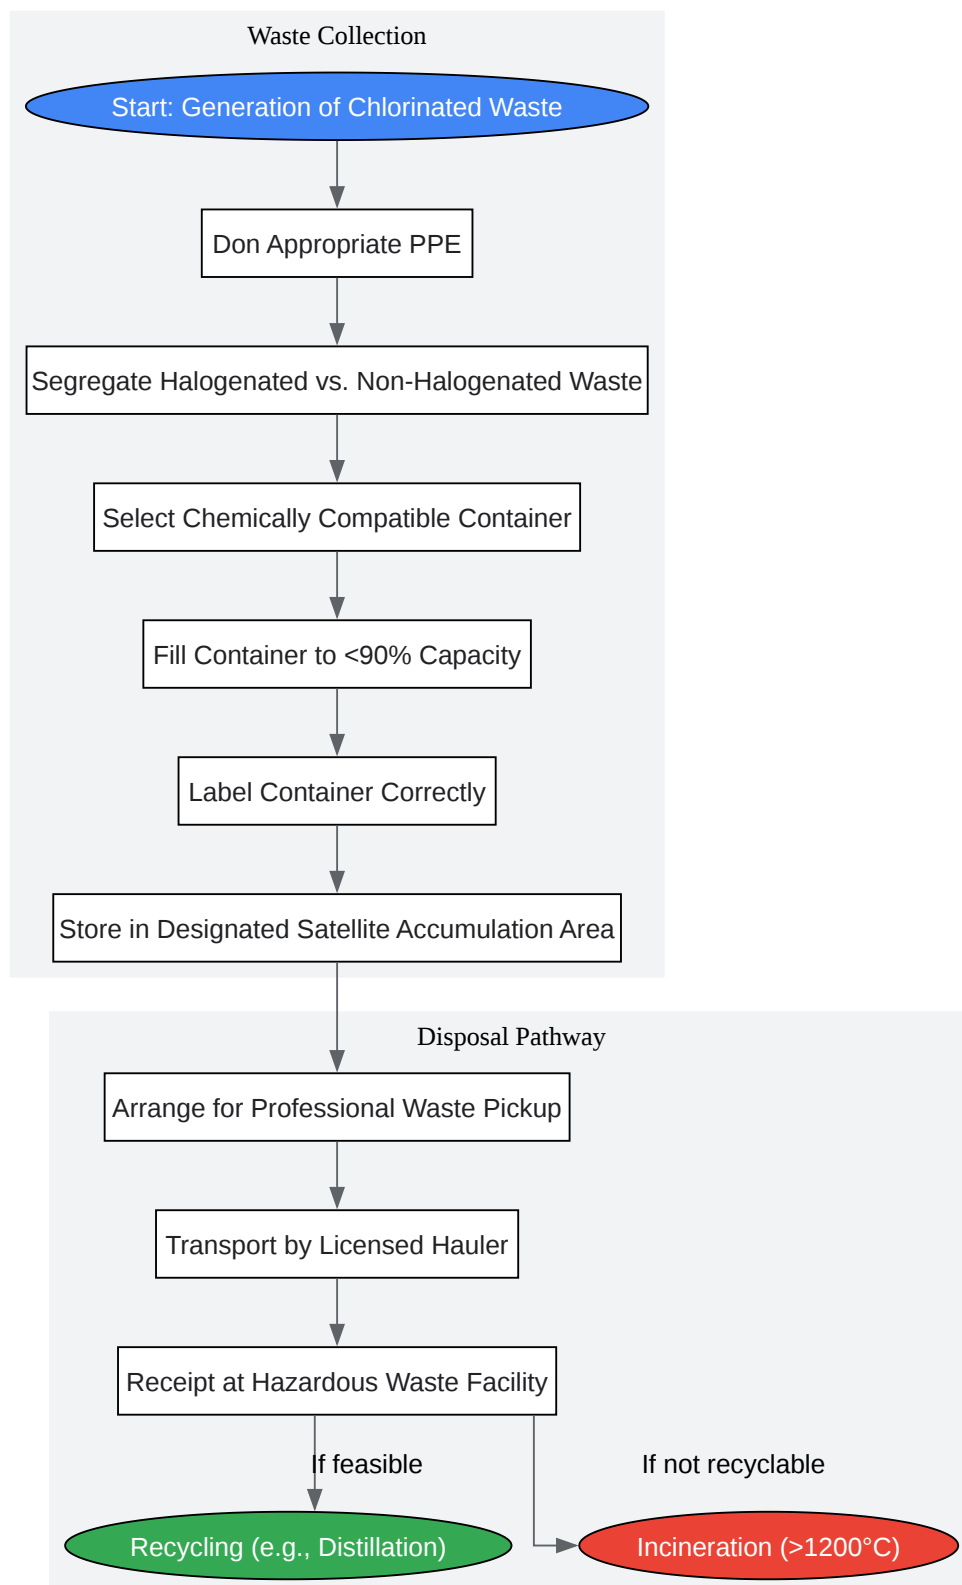 Waste Collection
Start: Generation of Chlorinated Waste
Don Appropriate PPE
Segregate Halogenated vs. Non-Halogenated Waste
Select Chemically Compatible Container
Fill Container to <90% Capacity
Label Container Correctly
Store in Designated Satellite Accumulation Area
Disposal Pathway
Arrange for Professional Waste Pickup
Transport by Licensed Hauler
Receipt at Hazardous Waste Facility
If feasible
If not recyclable
Recycling (e.g., Distillation)
Incineration (>1200°C)